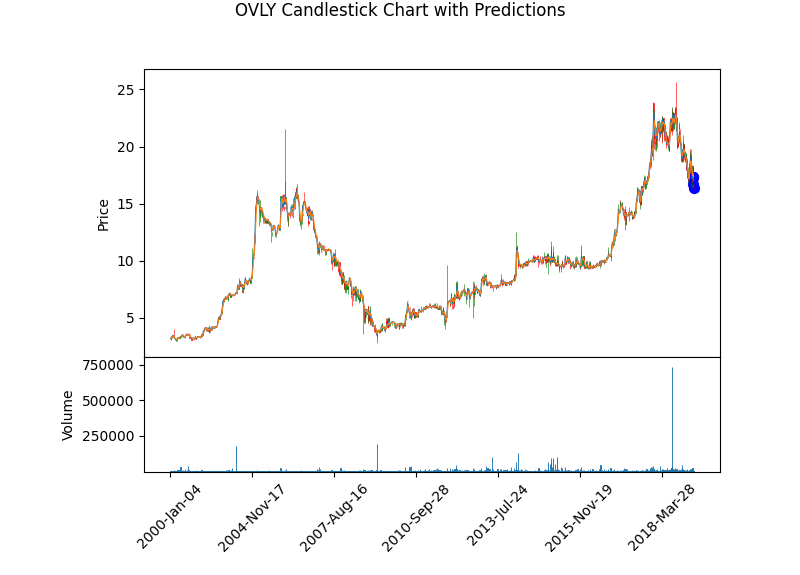 OVLY Candlestick Chart with Predictions
Price
25
20
15
10
5
Volume
750000
500000
250000
2000-Jan-04
2004-Nov-17
2007-Aug-16
2010-Sep-28
2013-Jul-24
2015-Nov-19
2018-Mar-28